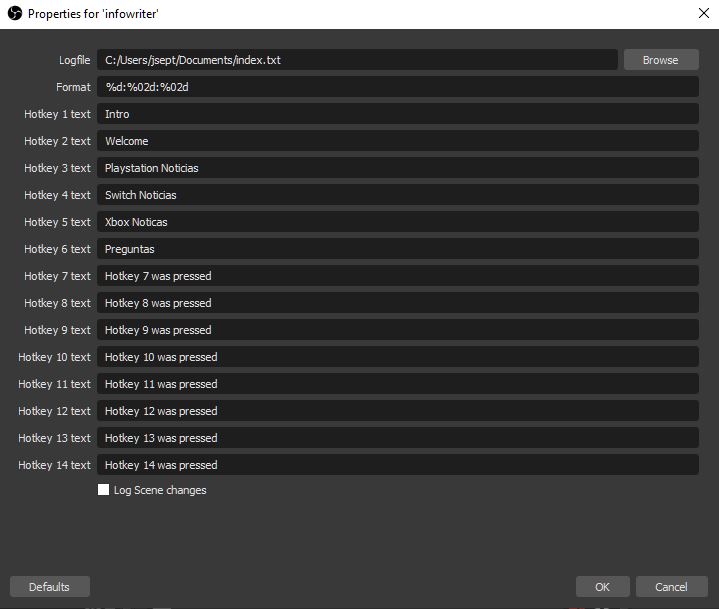 Properties for 'infowriter'
Logfile C:/Users/jsept/Documents/index.txt Browse
Format %d:%02d:%02d
Hotkey 1 text Intro
Hotkey 2 text Welcome
Hotkey 3 text Playstation Noticias
Hotkey 4 text Switch Noticias
Hotkey 5 text Xbox Noticas
Hotkey 6 text Preguntas
Hotkey 7 text Hotkey 7 was pressed
Hotkey 8 text Hotkey 8 was pressed
Hotkey 9 text Hotkey 9 was pressed
Hotkey 10 text Hotkey 10 was pressed
Hotkey 11 text Hotkey 11 was pressed
Hotkey 12 text Hotkey 12 was pressed
Hotkey 13 text Hotkey 13 was pressed
Hotkey 14 text Hotkey 14 was pressed
Log Scene changes
Defaults OK Cancel